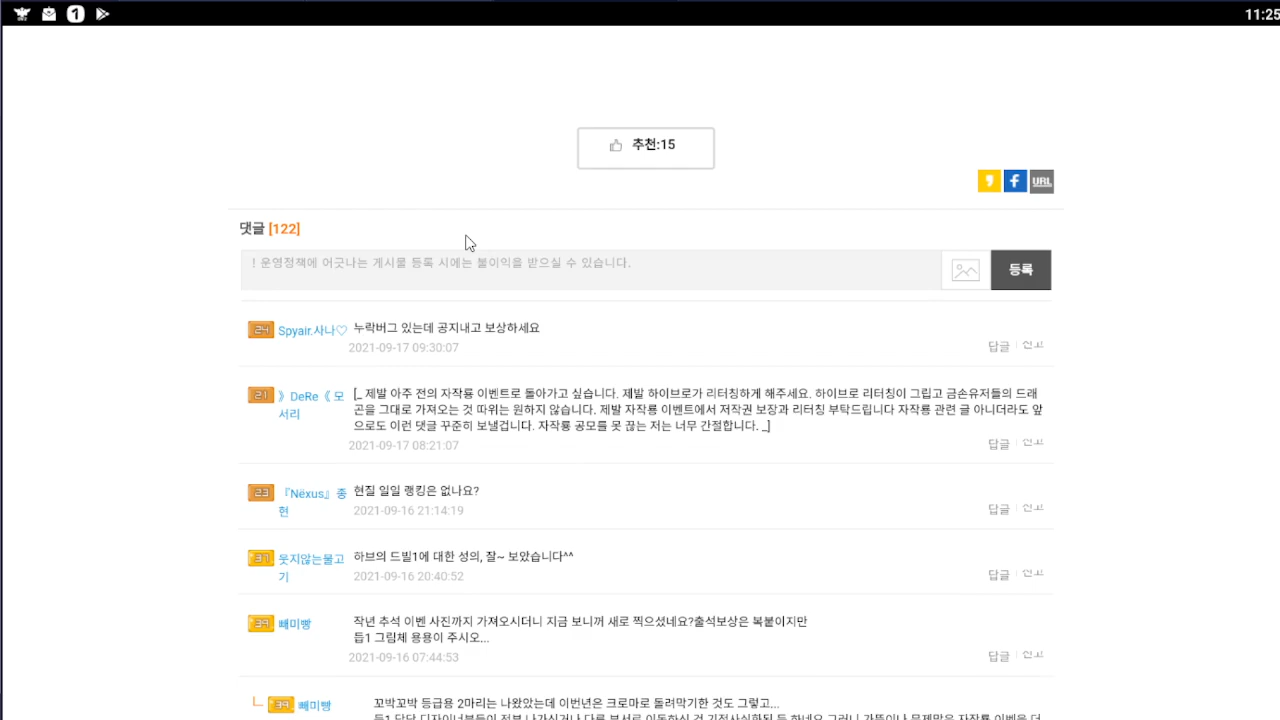 1
11:25
추천:15
URL
댓글 [122]
! 운영정책에 어긋나는 게시물 등록 시에는 불이익을 받으실 수 있습니다.
등록
24 Spyair.사나♡ 누락버그 있는데 공지내고 보상하세요
2021-09-17 09:30:07
답글 신고
21 》DeRe《 모서리
[_ 제발 아주 전의 자작룡 이벤트로 돌아가고 싶습니다. 제발 하이브로가 리터칭하게 해주세요. 하이브로 리터칭이 그립고 금손유저들의 드래
곤을 그대로 가져오는 것 따위는 원하지 않습니다. 제발 자작룡 이벤트에서 저작권 보장과 리터칭 부탁드립니다 자작룡 관련 글 아니더라도 앞
으로도 이런 댓글 꾸준히 보낼겁니다. 자작룡 공모를 못 끊는 저는 너무 간절합니다. _]
2021-09-17 08:21:07
답글 신고
23 『Nëxus』종현
현질 일일 랭킹은 없나요?
2021-09-16 21:14:19
답글 신고
37 웃지않는물고기
하브의 드빌1에 대한 성의, 잘~ 보았습니다^^
2021-09-16 20:40:52
답글 신고
39 빼미빵
작년 추석 이벤 사진까지 가져오시더니 지금 보니까 새로 찍으셨네요?출석보상은 복붙이지만
듭1 그림체 용용이 주시오...
2021-09-16 07:44:53
답글 신고
39 빼미빵
꼬박꼬박 등급용 2마리는 나왔었는데 이번년은 크로마로 돌려막기한 것도 그렇고...